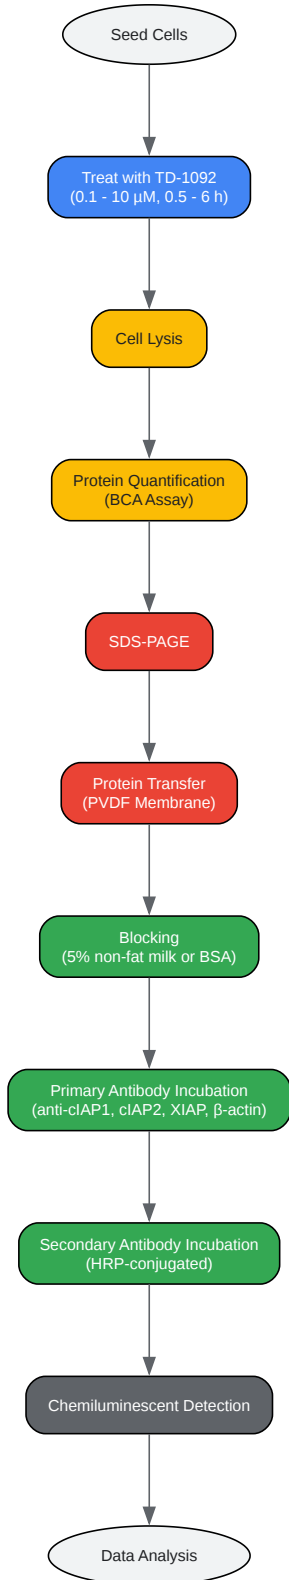 Seed Cells
Treat with TD-1092
(0.1 - 10 µM, 0.5 - 6 h)
Cell Lysis
Protein Quantification
(BCA Assay)
SDS-PAGE
Protein Transfer
(PVDF Membrane)
Blocking
(5% non-fat milk or BSA)
Primary Antibody Incubation
(anti-cIAP1, cIAP2, XIAP, β-actin)
Secondary Antibody Incubation
(HRP-conjugated)
Chemiluminescent Detection
Data Analysis